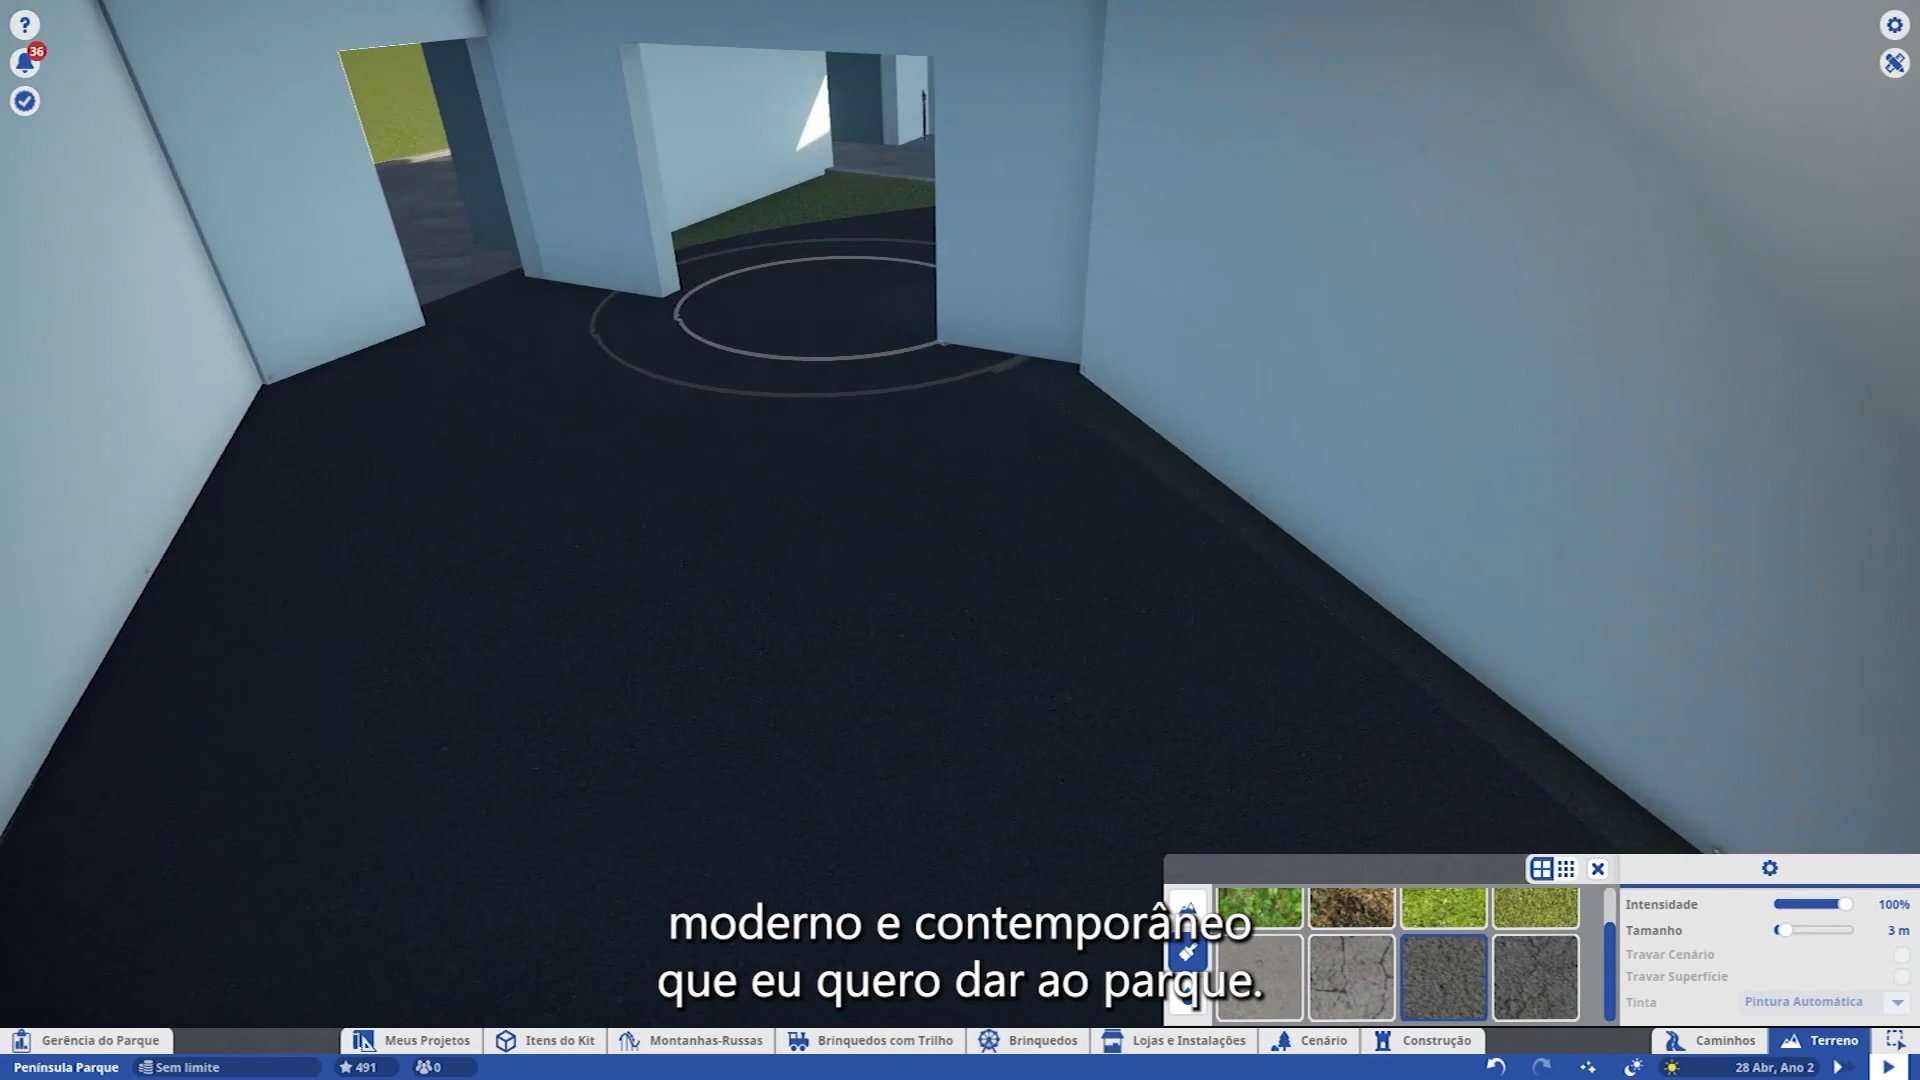 ?
36
moderno e contemporâneo
que eu quero dar ao parque.
Intensidade 100%
Tamanho 3 m
Travar Cenário
Travar Superfície
Tinta Pintura Automática
Gerência do Parque Meus Projetos Itens do Kit Montanhas-Russas Brinquedos com Trilho Brinquedos Lojas e Instalações Cenário Construção Caminhos Terreno
Península Parque Sem limite 491 0 28 Abr, Ano 2